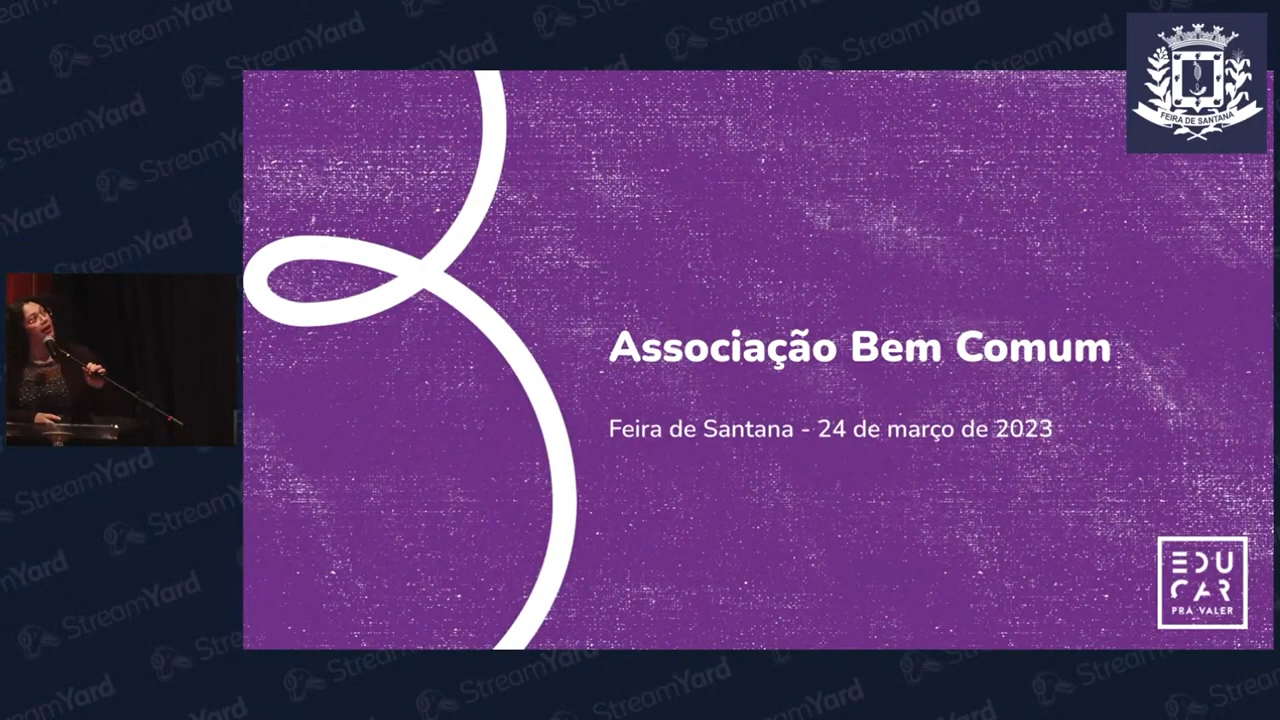 StreamYard
FEIRA DE SANTANA
Associação Bem Comum
Feira de Santana - 24 de março de 2023
EDU
CAR
PRA VALER